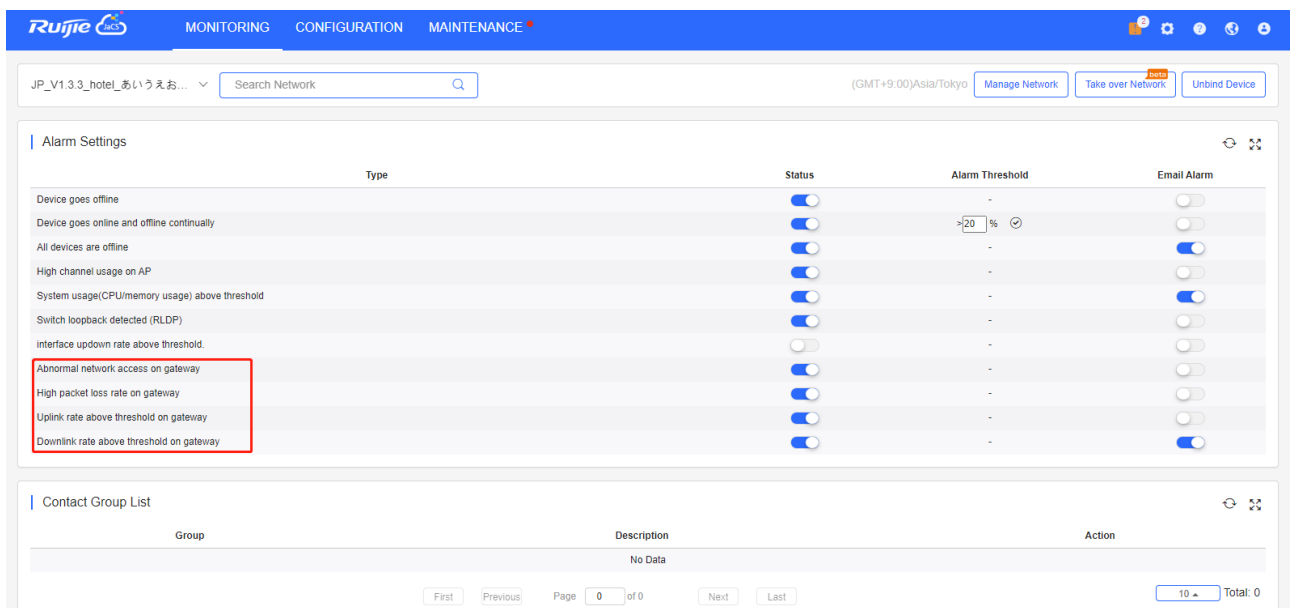 Ruijie JaCS MONITORING CONFIGURATION MAINTENANCE 2
JP_V1.3.3_hotel_あいうえお... Search Network (GMT+9:00)Asia/Tokyo Manage Network Take over Network beta Unbind Device
Alarm Settings
Type Status Alarm Threshold Email Alarm
Device goes offline -
Device goes online and offline continually >20 %
All devices are offline -
High channel usage on AP -
System usage(CPU/memory usage) above threshold -
Switch loopback detected (RLDP) -
interface updown rate above threshold. -
Abnormal network access on gateway -
High packet loss rate on gateway -
Uplink rate above threshold on gateway -
Downlink rate above threshold on gateway -
Contact Group List
Group Description Action
No Data
First Previous Page 0 of 0 Next Last 10 Total: 0